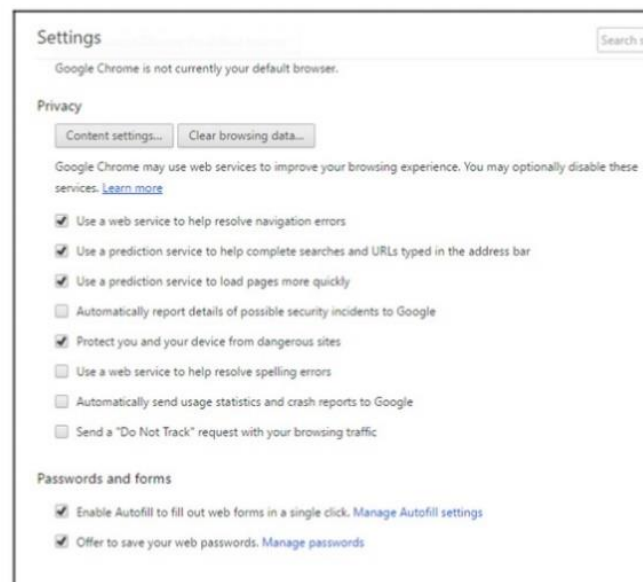 Settings
Search
Google Chrome is not currently your default browser.
Privacy
Content settings... Clear browsing data...
Google Chrome may use web services to improve your browsing experience. You may optionally disable these
services. Learn more
Use a web service to help resolve navigation errors
Use a prediction service to help complete searches and URLs typed in the address bar
Use a prediction service to load pages more quickly
Automatically report details of possible security incidents to Google
Protect you and your device from dangerous sites
Use a web service to help resolve spelling errors
Automatically send usage statistics and crash reports to Google
Send a "Do Not Track" request with your browsing traffic
Passwords and forms
Enable Autofill to fill out web forms in a single click. Manage Autofill settings
Offer to save your web passwords. Manage passwords